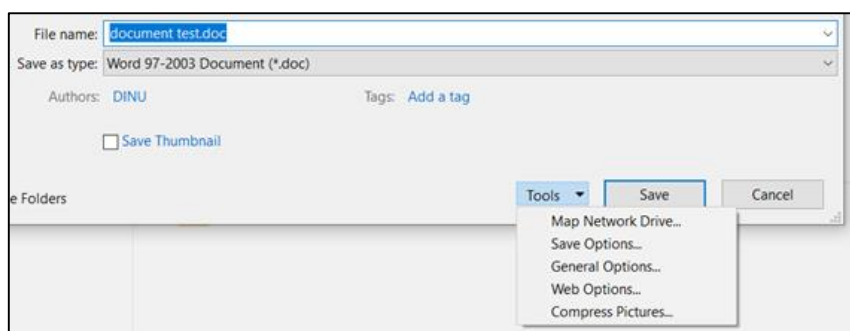 File name: document test.doc
Save as type: Word 97-2003 Document (*.doc)
Authors: DINU Tags: Add a tag
Save Thumbnail
e Folders Tools Save Cancel
Map Network Drive...
Save Options...
General Options...
Web Options...
Compress Pictures...